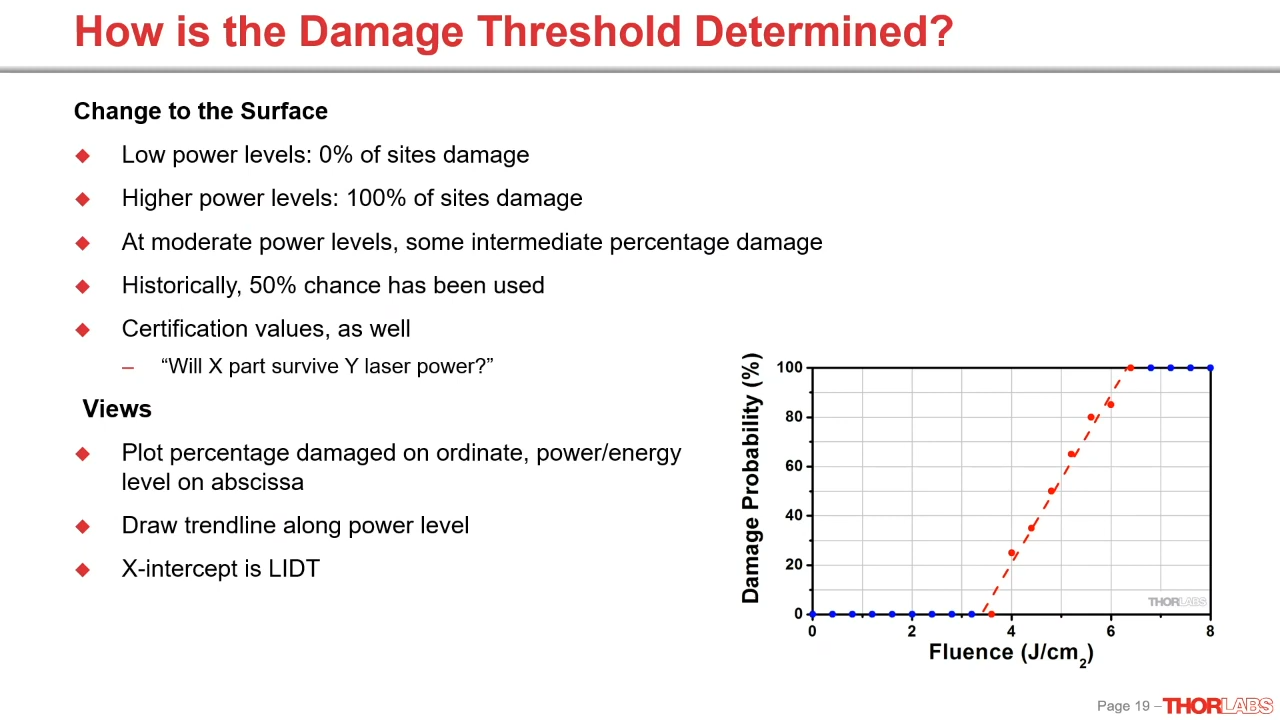 How is the Damage Threshold Determined?
Change to the Surface
Low power levels: 0% of sites damage
Higher power levels: 100% of sites damage
At moderate power levels, some intermediate percentage damage
Historically, 50% chance has been used
Certification values, as well
– “Will X part survive Y laser power?”
Views
Plot percentage damaged on ordinate, power/energy
level on abscissa
Draw trendline along power level
X-intercept is LIDT
Damage Probability (%)
100
80
60
40
20
0
THORLABS
0 2 4 6 8
Fluence (J/cm₂)
Page 19 – THORLABS